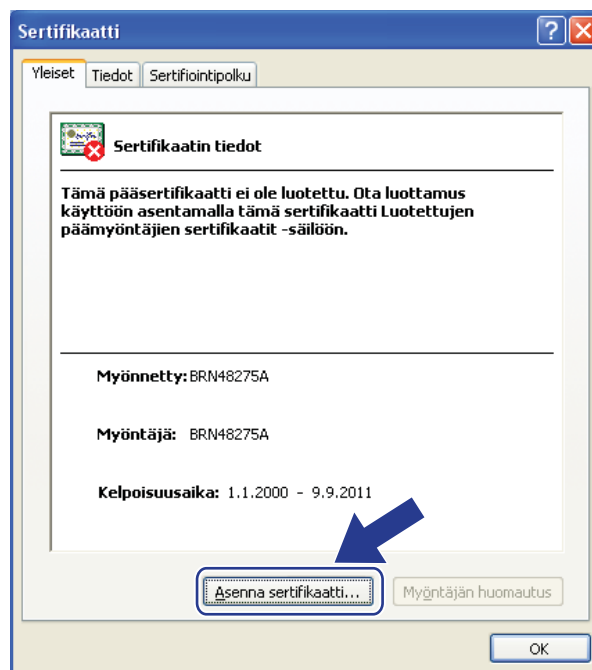 Sertifikaatti
Yleiset Tiedot Sertifiointipolku
Sertifikaatin tiedot
Tämä pääsertifikaatti ei ole luotettu. Ota luottamus
käyttöön asentamalla tämä sertifikaatti Luotettujen
päämyöntäjien sertifikaatit -säilöön.
Myönnetty: BRN48275A
Myöntäjä: BRN48275A
Kelpoisuusaika: 1.1.2000 - 9.9.2011
Asenna sertifikaatti... Myöntäjän huomautus
OK